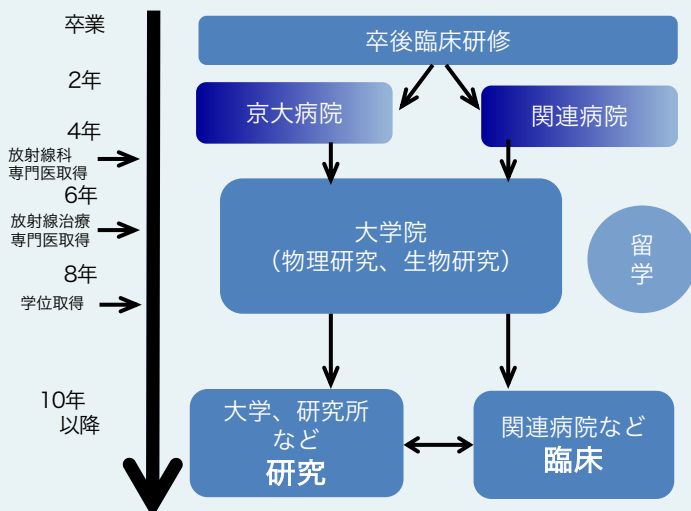 卒業
2年
4年
放射線科
専門医取得
6年
放射線治療
専門医取得
8年
学位取得
10年
以降
卒後臨床研修
京大病院
関連病院
大学院
（物理研究、生物研究）
留
学
大学、研究所
など
研究
関連病院など
臨床